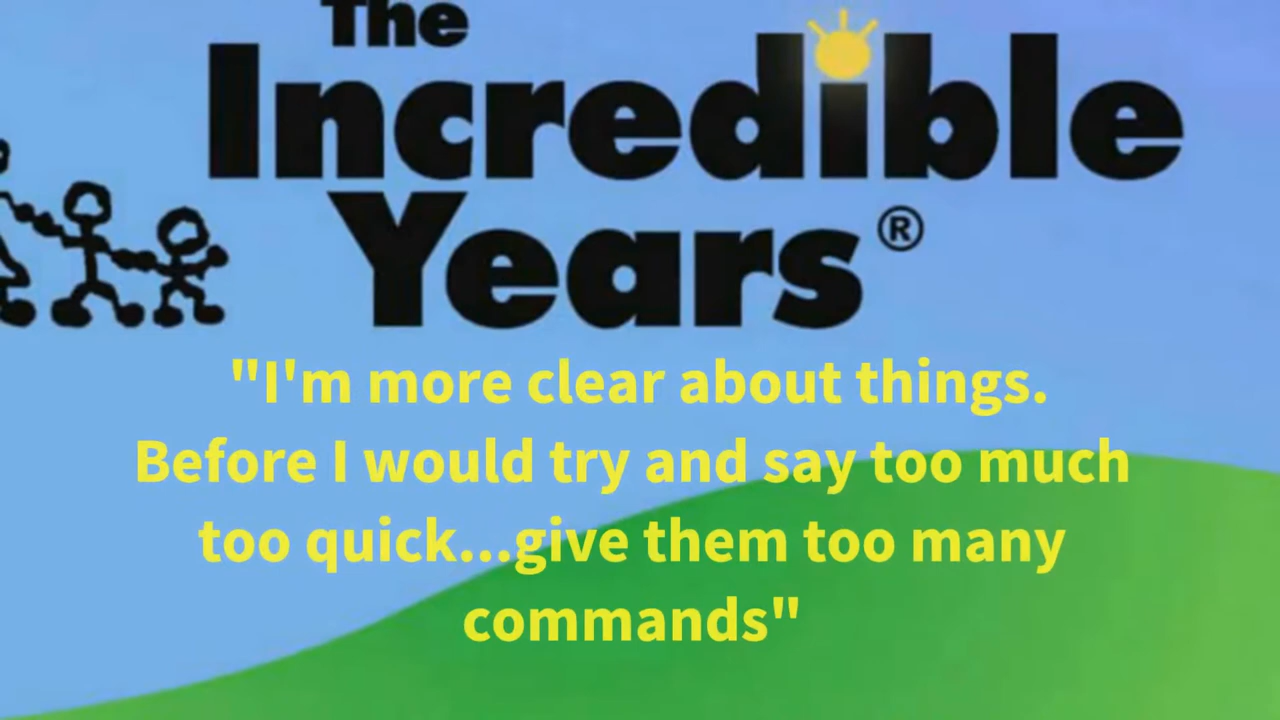 The
Incredible
Years®
"I'm more clear about things.
Before I would try and say too much
too quick...give them too many
commands"